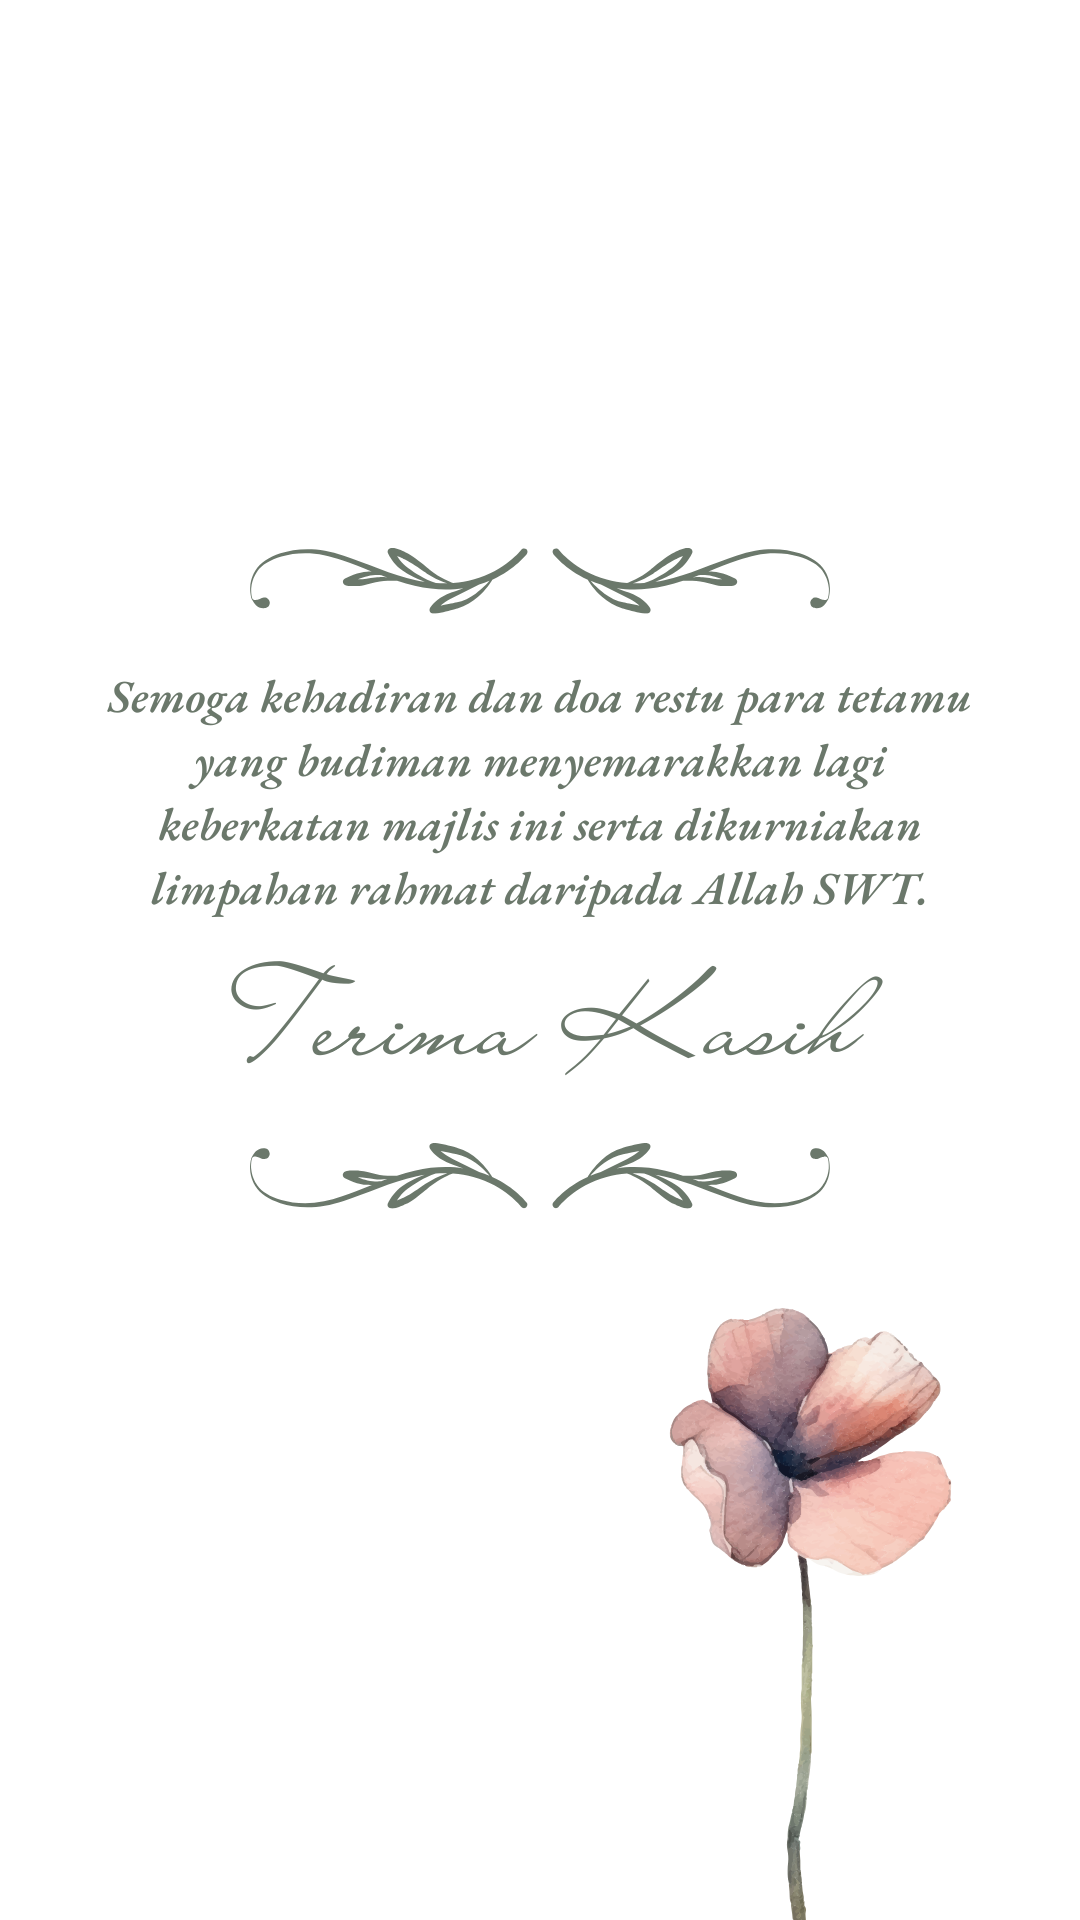 Semoga kehadiran dan doa restu para tetamu
yang budiman menyemarakkan lagi
keberkatan majlis ini serta dikurniakan
limpahan rahmat daripada Allah SWT.
Terima Kasih